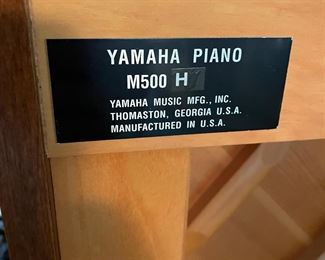 YAMAHA PIANO
M500 H
YAMAHA MUSIC MFG., INC.
THOMASTON, GEORGIA U.S.A.
MANUFACTURED IN U.S.A.